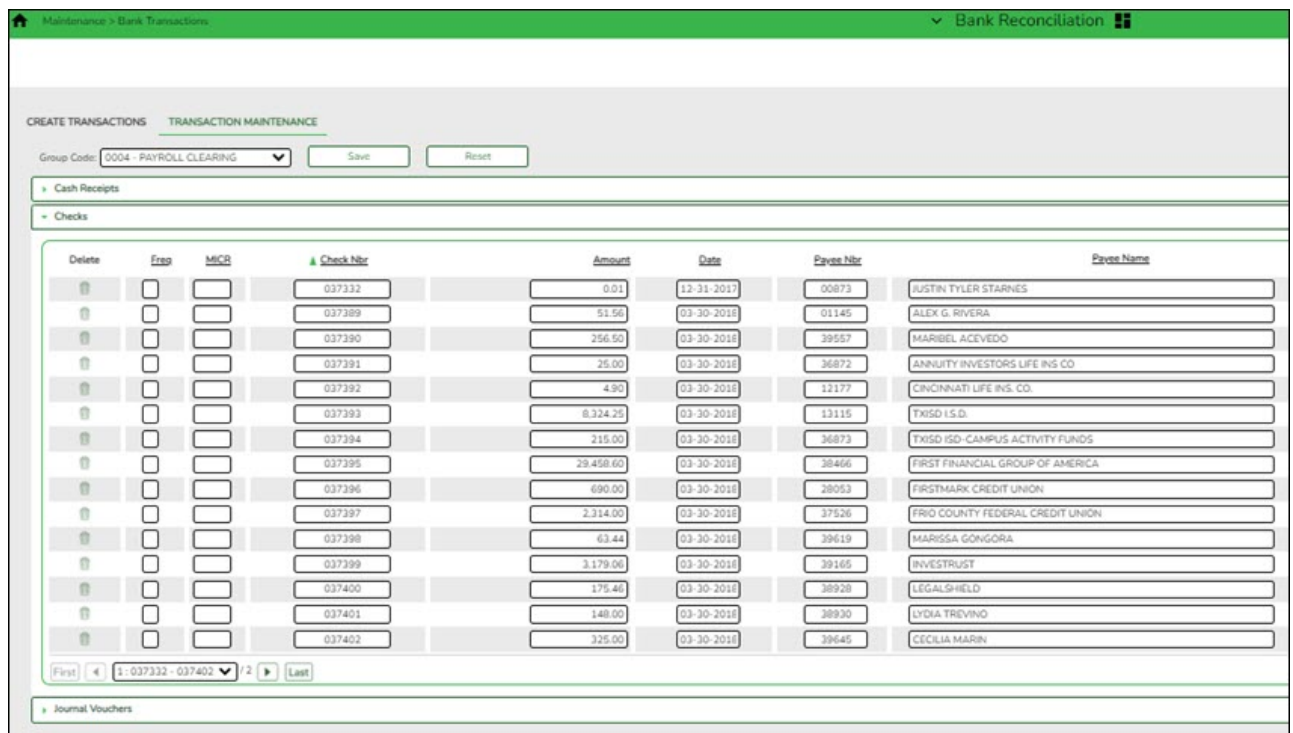 Maintenance > Bank Transactions Bank Reconciliation
CREATE TRANSACTIONS TRANSACTION MAINTENANCE
Group Code: 0004 - PAYROLL CLEARING Save Reset
Cash Receipts
Checks
Delete Freq MICR Check Nbr Amount Date Payee Nbr Payee Name
037332 0.01 12-31-2017 00873 JUSTIN TYLER STARNES
037389 51.56 03-30-2018 01145 ALEX G. RIVERA
037390 256.50 03-30-2018 39557 MARIBEL ACEVEDO
037391 25.00 03-30-2018 36872 ANNUITY INVESTORS LIFE INS CO
037392 4.90 03-30-2018 12177 CINCINNATI LIFE INS. CO.
037393 8,324.25 03-30-2018 13115 TXISD I.S.D.
037394 215.00 03-30-2018 36873 TXISD ISD-CAMPUS ACTIVITY FUNDS
037395 29,458.60 03-30-2018 38466 FIRST FINANCIAL GROUP OF AMERICA
037396 690.00 03-30-2018 28053 FIRSTMARK CREDIT UNION
037397 2,314.00 03-30-2018 37526 FRIO COUNTY FEDERAL CREDIT UNION
037398 63.44 03-30-2018 39619 MARISSA GONGORA
037399 3,179.06 03-30-2018 39165 INVESTRUST
037400 175.46 03-30-2018 38928 LEGALSHIELD
037401 148.00 03-30-2018 38930 LYDIA TREVINO
037402 325.00 03-30-2018 39645 CECILIA MARIN
First 1 : 037332 - 037402 / 2 Last
Journal Vouchers